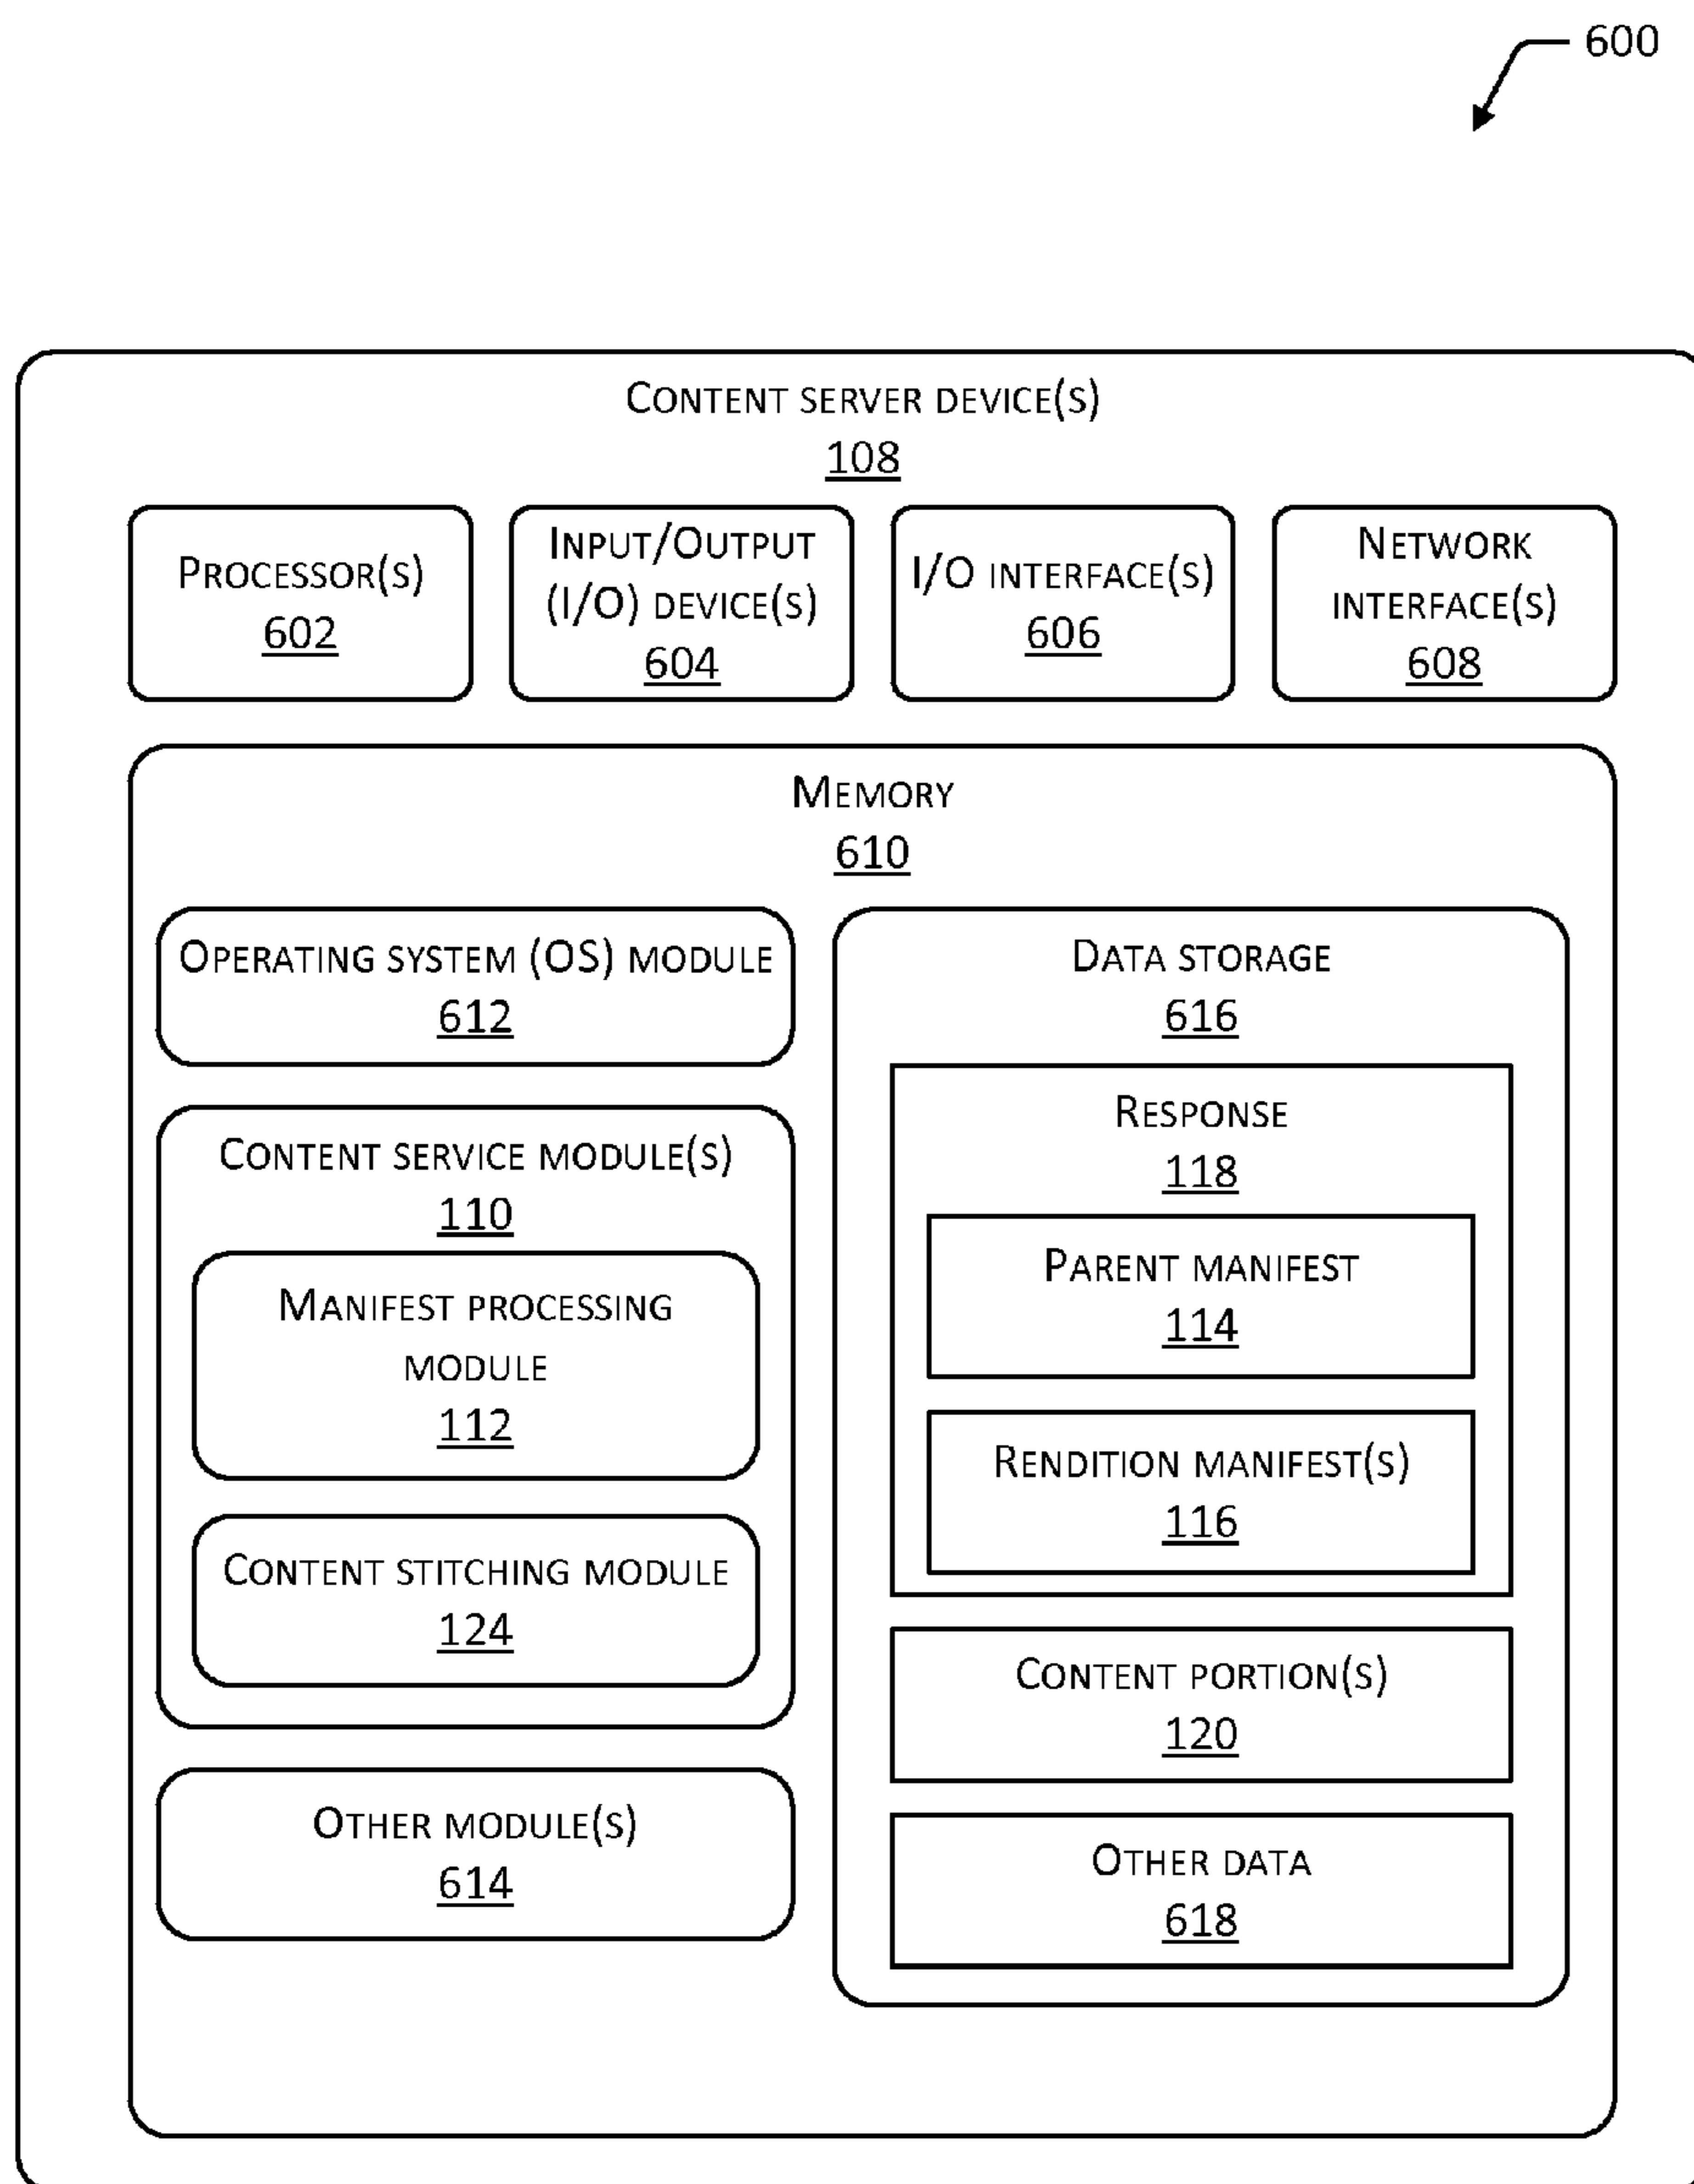 600
CONTENT SERVER DEVICE(S)
108
PROCESSOR(S)
602
INPUT/OUTPUT
(I/O) DEVICE(S)
604
I/O INTERFACE(S)
606
NETWORK
INTERFACE(S)
608
MEMORY
610
OPERATING SYSTEM (OS) MODULE
612
CONTENT SERVICE MODULE(S)
110
MANIFEST PROCESSING
MODULE
112
CONTENT STITCHING MODULE
124
OTHER MODULE(S)
614
DATA STORAGE
616
RESPONSE
118
PARENT MANIFEST
114
RENDITION MANIFEST(S)
116
CONTENT PORTION(S)
120
OTHER DATA
618